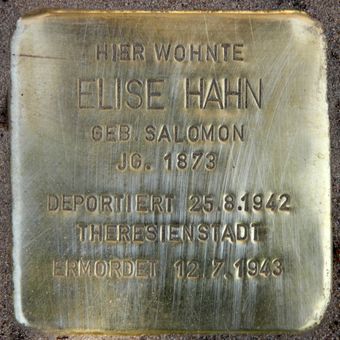 HIER WOHNTE
ELISE HAHN
GEB. SALOMON
JG. 1873
DEPORTIERT 25.8.1942
THERESIENSTADT
ERMORDET 12.7.1943